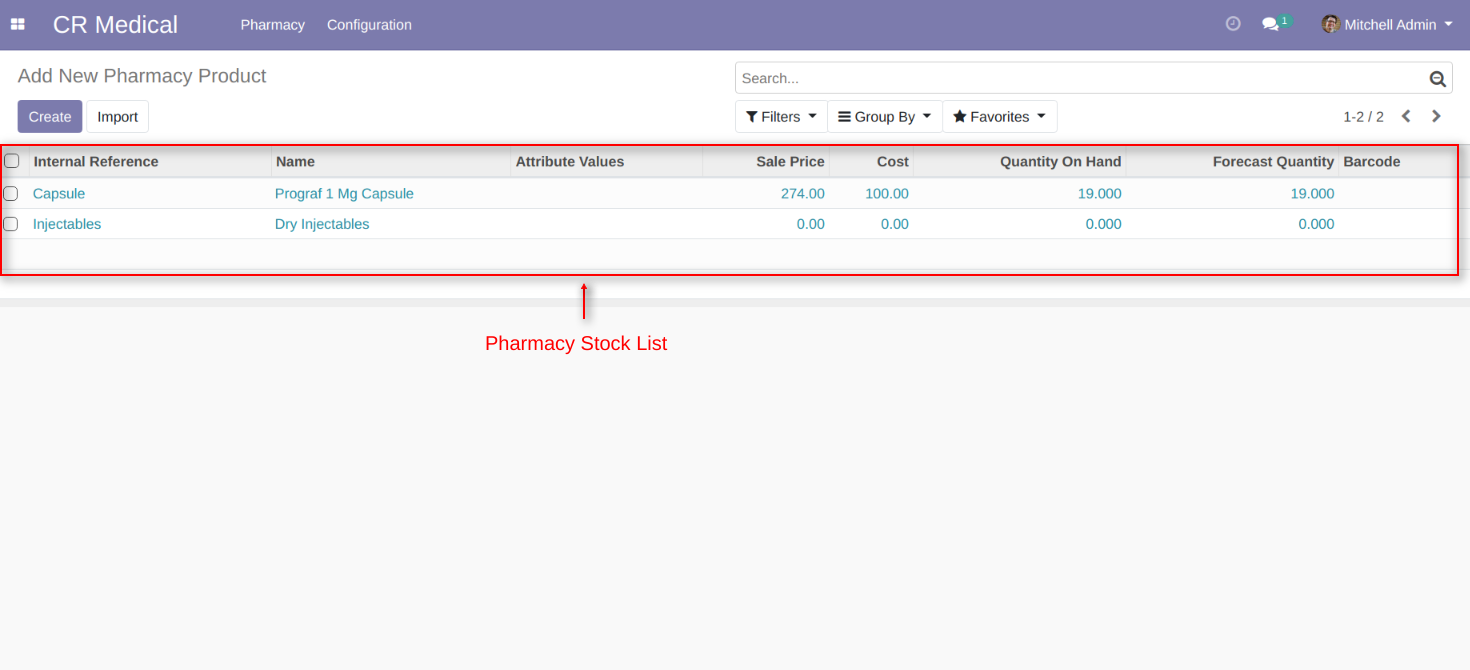 CR Medical Pharmacy Configuration 1 Mitchell Admin
Add New Pharmacy Product
Search...
Create Import Filters Group By Favorites 1-2 / 2
Internal Reference Name Attribute Values Sale Price Cost Quantity On Hand Forecast Quantity Barcode
Capsule Prograf 1 Mg Capsule 274.00 100.00 19.000 19.000
Injectables Dry Injectables 0.00 0.00 0.000 0.000
Pharmacy Stock List